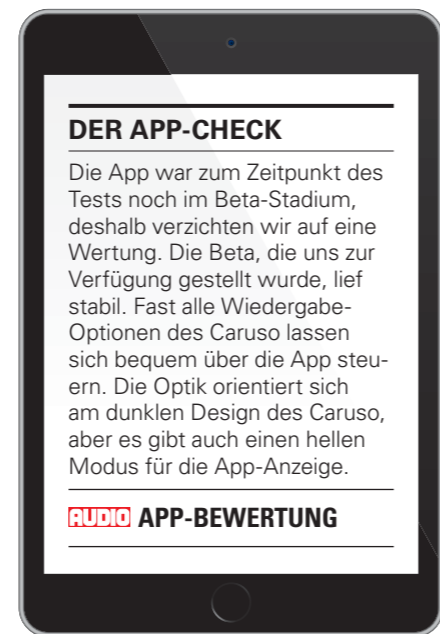 DER APP-CHECK
Die App war zum Zeitpunkt des
Tests noch im Beta-Stadium,
deshalb verzichten wir auf eine
Wertung. Die Beta, die uns zur
Verfügung gestellt wurde, lief
stabil. Fast alle Wiedergabe-
Optionen des Caruso lassen
sich bequem über die App steu-
ern. Die Optik orientiert sich
am dunklen Design des Caruso,
aber es gibt auch einen hellen
Modus für die App-Anzeige.
AUDIO APP-BEWERTUNG